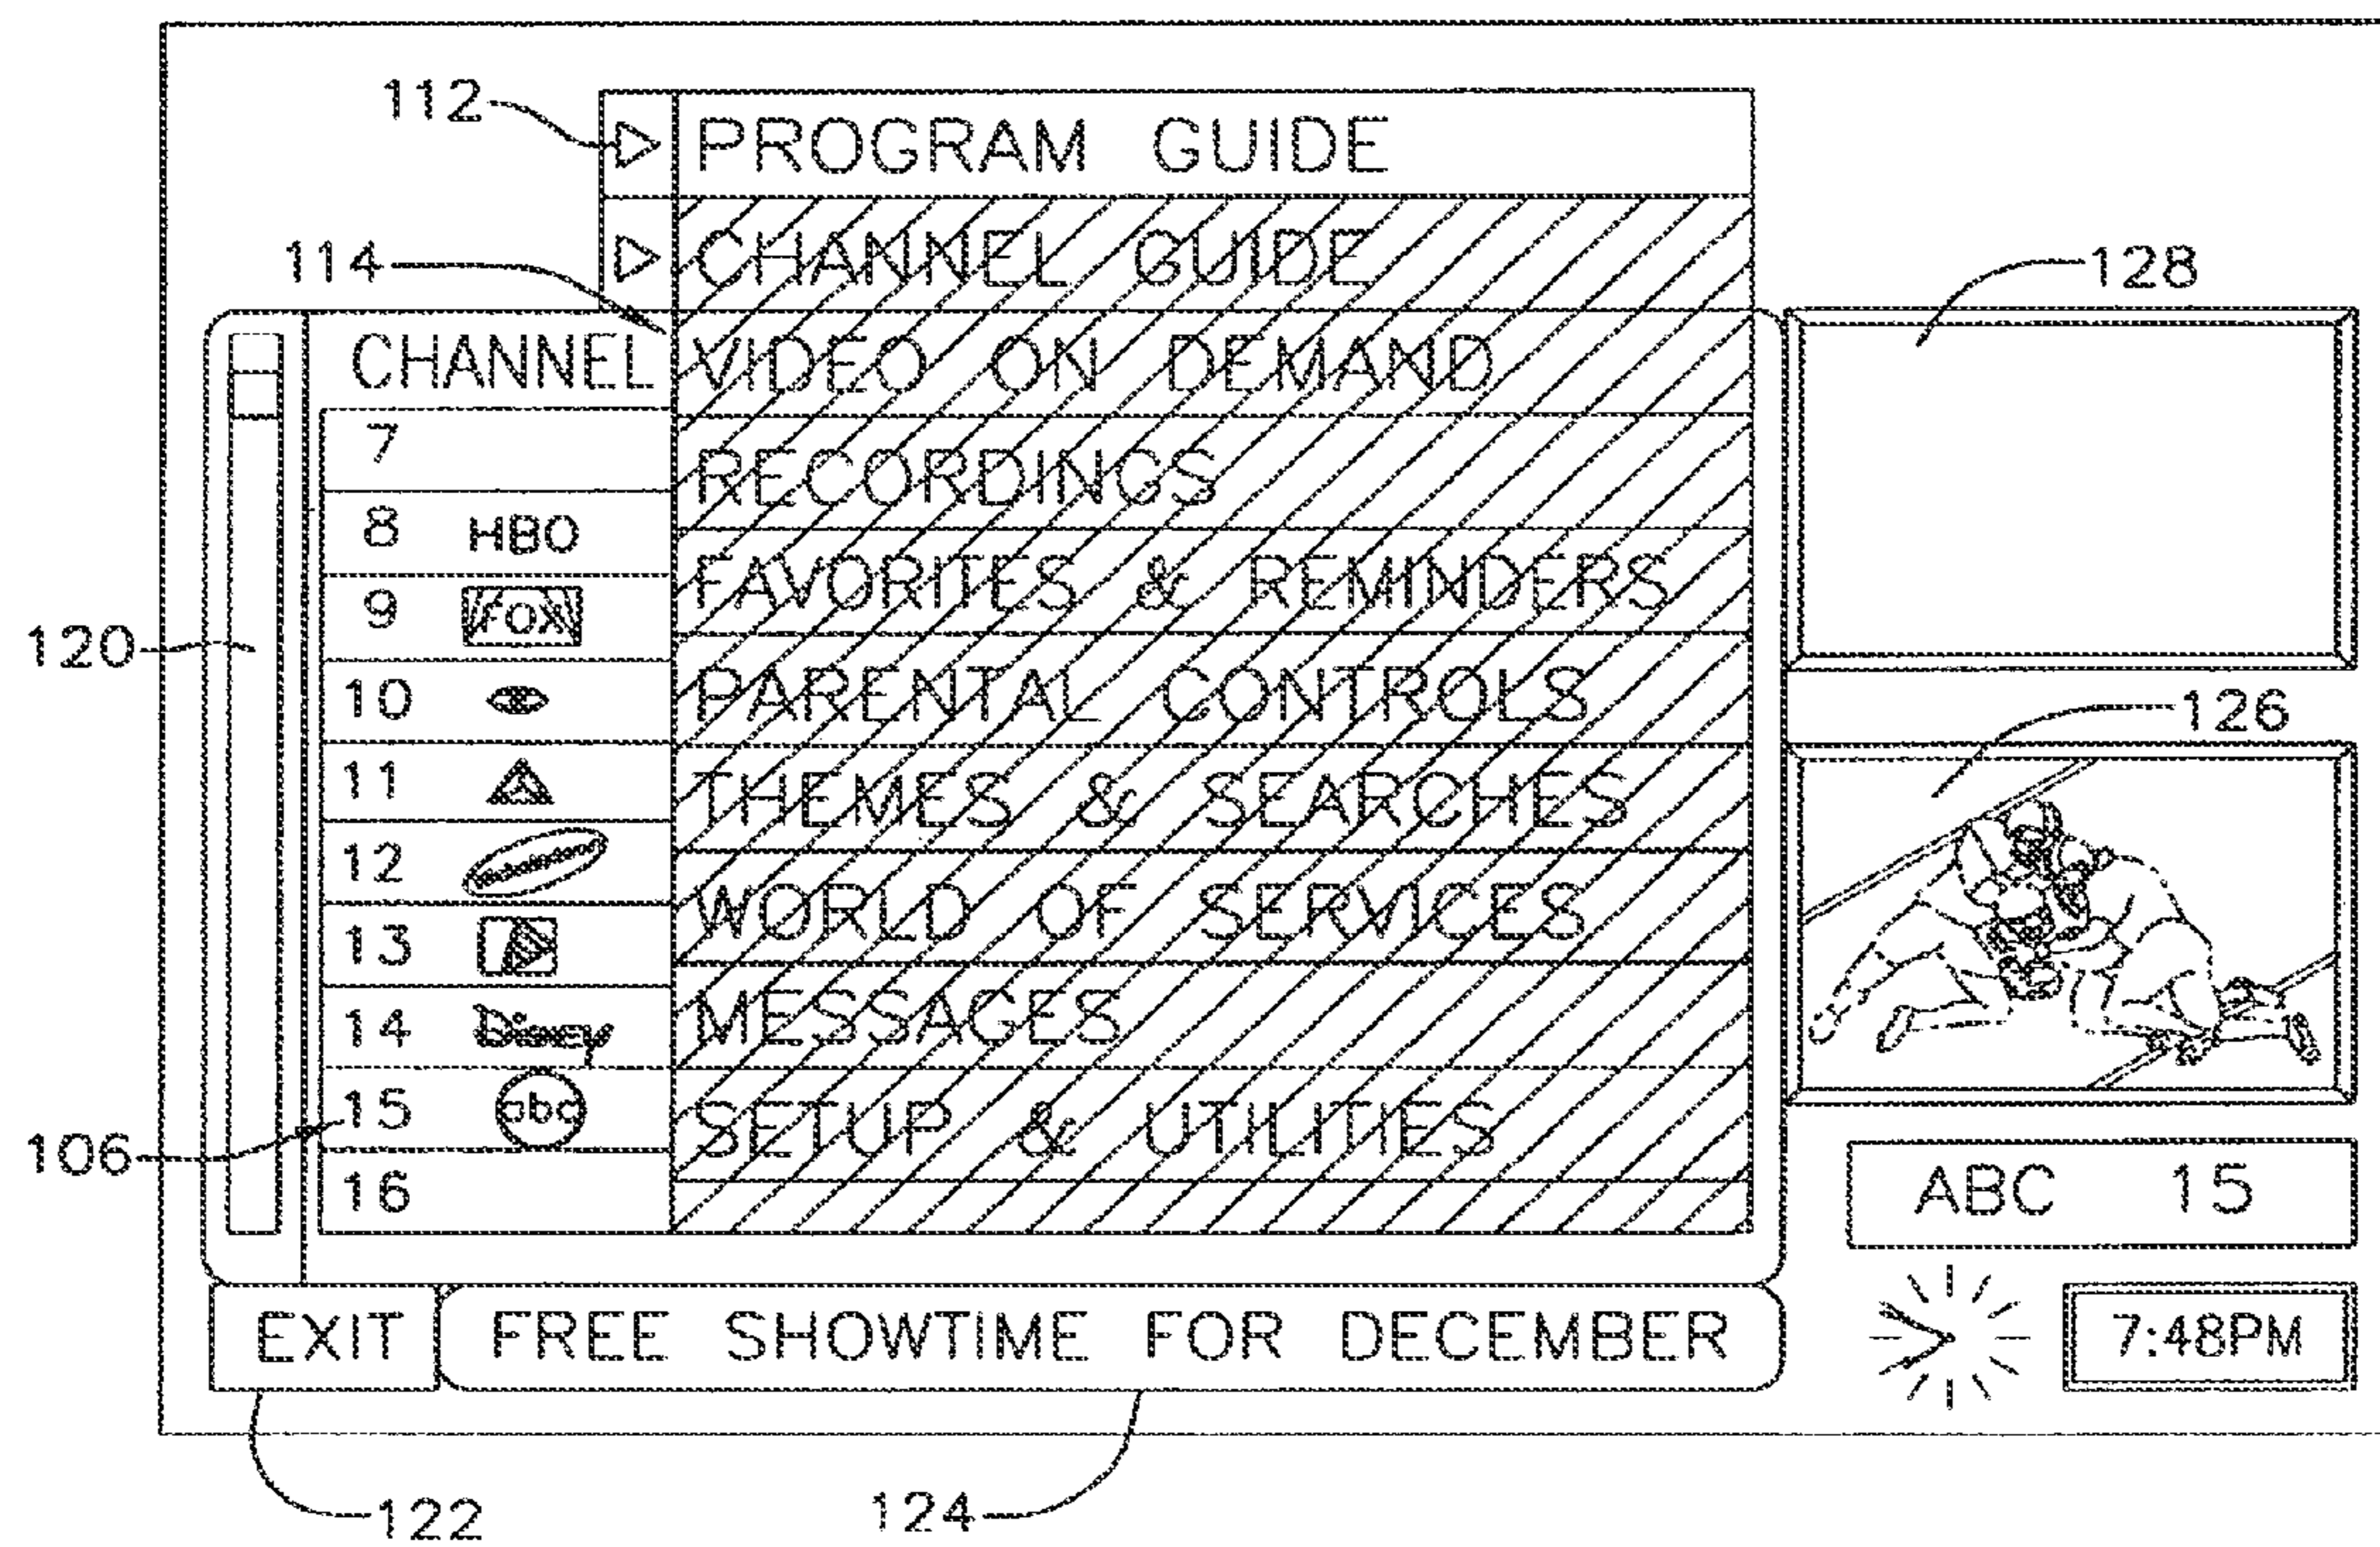 112
PROGRAM GUIDE
114
CHANNEL GUIDE
128
CHANNEL
VIDEO ON DEMAND
7
RECORDINGS
8 HBO
FAVORITES & REMINDERS
9 FOX
120
10
PARENTAL CONTROLS
126
11
THEMES & SEARCHES
12
13
WORLD OF SERVICES
14 Disney
MESSAGES
15 abc
SETUP & UTILITIES
106
16
ABC 15
EXIT
FREE SHOWTIME FOR DECEMBER
7:48PM
122
124